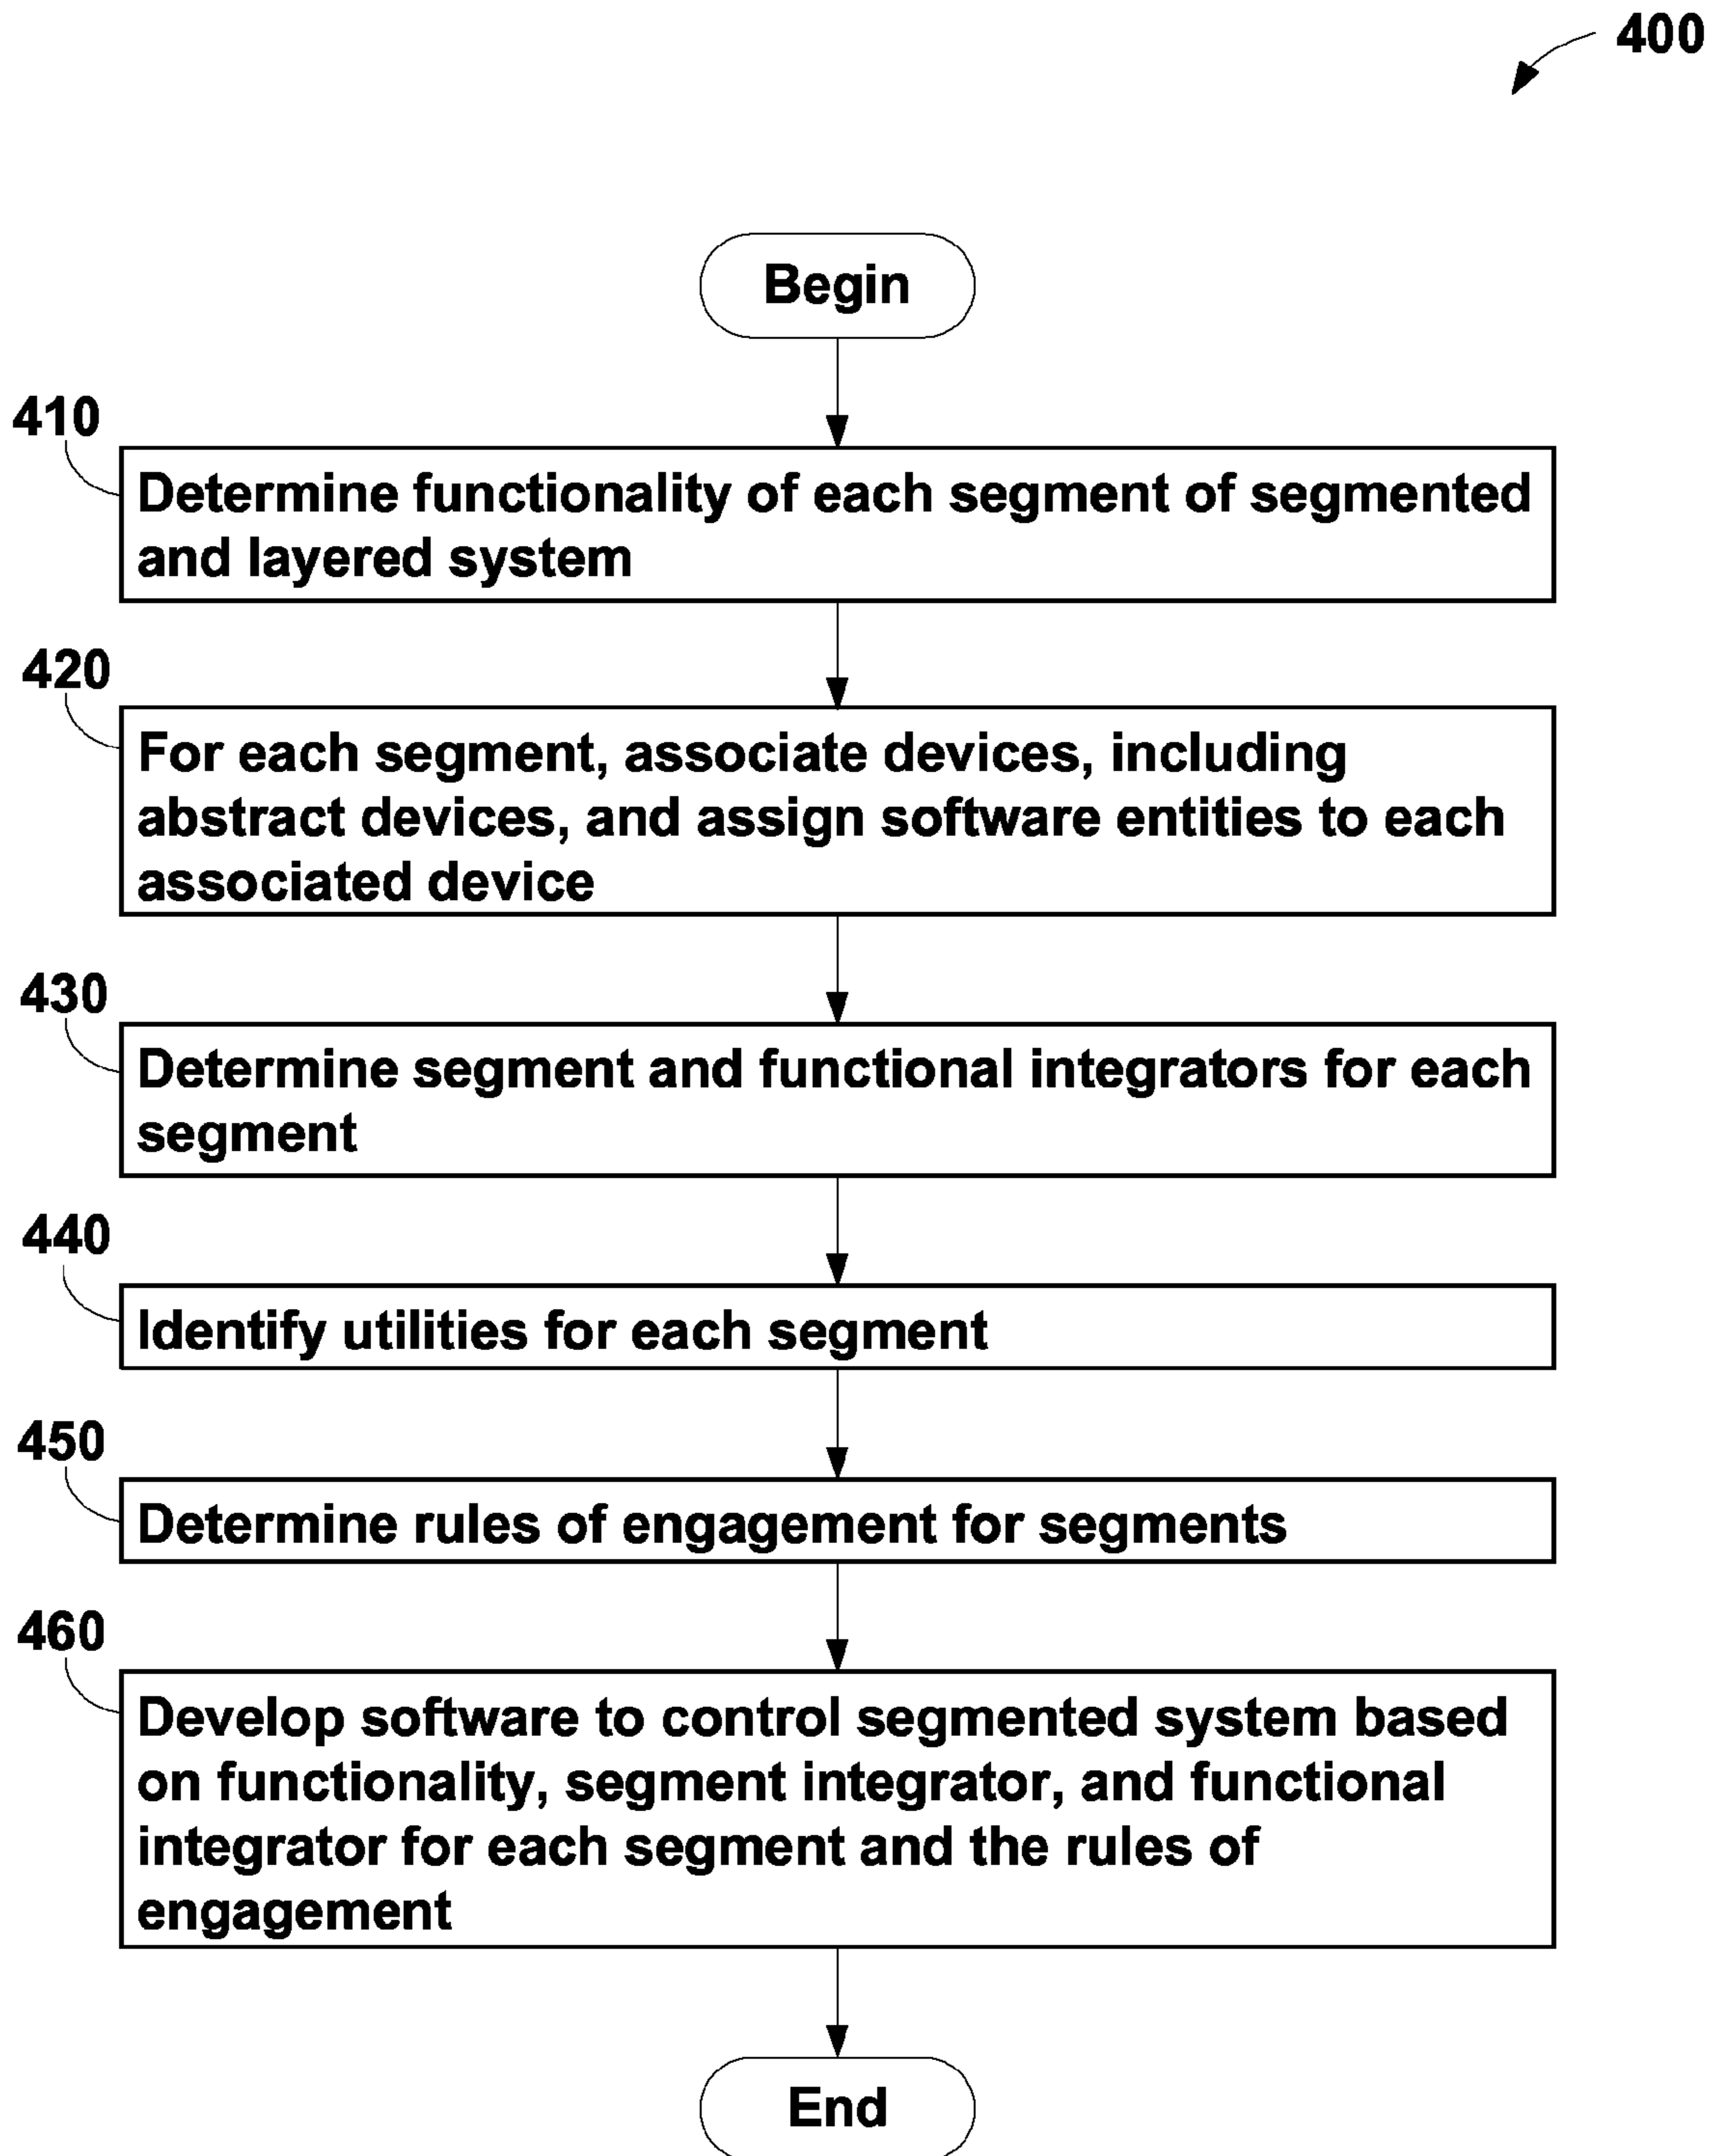 400
Begin
410
Determine functionality of each segment of segmented
and layered system
420
For each segment, associate devices, including
abstract devices, and assign software entities to each
associated device
430
Determine segment and functional integrators for each
segment
440
Identify utilities for each segment
450
Determine rules of engagement for segments
460
Develop software to control segmented system based
on functionality, segment integrator, and functional
integrator for each segment and the rules of
engagement
End